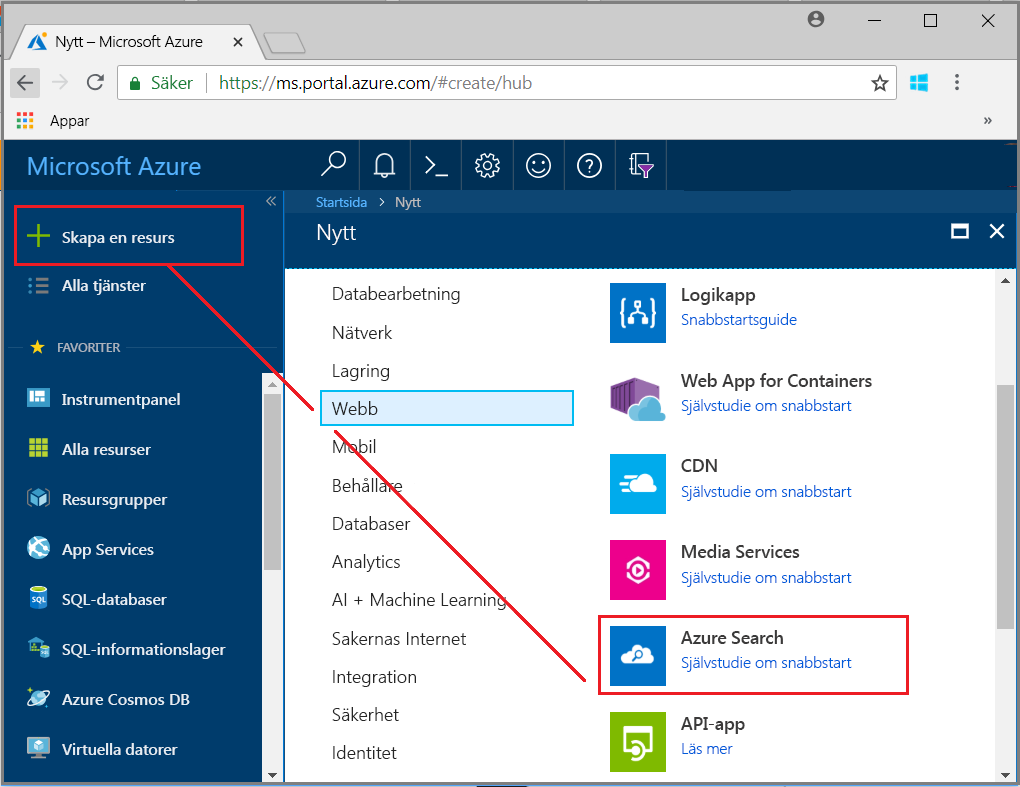 Nytt – Microsoft Azure
Säker
https://ms.portal.azure.com/#create/hub
Appar
Microsoft Azure
Skapa en resurs
Alla tjänster
FAVORITER
Instrumentpanel
Alla resurser
Resursgrupper
App Services
SQL-databaser
SQL-informationslager
Azure Cosmos DB
Virtuella datorer
Startsida > Nytt
Nytt
Databearbetning
Nätverk
Lagring
Webb
Mobil
Behållare
Databaser
Analytics
AI + Machine Learning
Sakernas Internet
Integration
Säkerhet
Identitet
Logikapp
Snabbstartsguide
Web App for Containers
Självstudie om snabbstart
CDN
Självstudie om snabbstart
Media Services
Självstudie om snabbstart
Azure Search
Självstudie om snabbstart
API-app
Läs mer